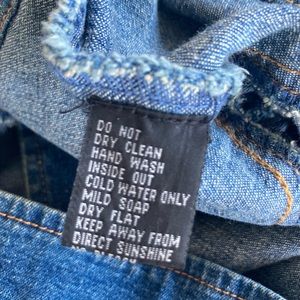 DO NOT
DRY CLEAN
HAND WASH
INSIDE OUT
COLD WATER ONLY
MILD SOAP
DRY FLAT
KEEP AWAY FROM
DIRECT SUNSHINE